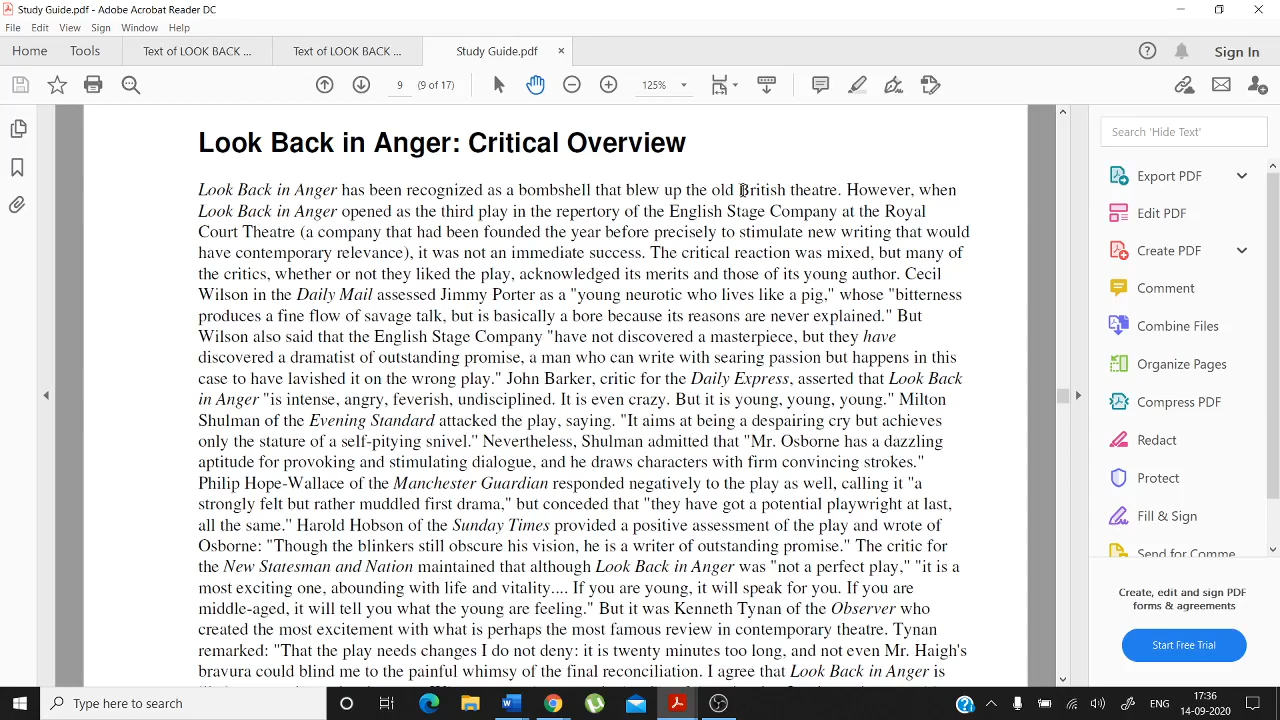 Study Guide.pdf - Adobe Acrobat Reader DC
File Edit View Sign Window Help
Home Tools Text of LOOK BACK ... Text of LOOK BACK ... Study Guide.pdf × Sign In
9 (9 of 17) 125%
Look Back in Anger: Critical Overview
Look Back in Anger has been recognized as a bombshell that blew up the old British theatre. However, when
Look Back in Anger opened as the third play in the repertory of the English Stage Company at the Royal
Court Theatre (a company that had been founded the year before precisely to stimulate new writing that would
have contemporary relevance), it was not an immediate success. The critical reaction was mixed, but many of
the critics, whether or not they liked the play, acknowledged its merits and those of its young author. Cecil
Wilson in the Daily Mail assessed Jimmy Porter as a "young neurotic who lives like a pig," whose "bitterness
produces a fine flow of savage talk, but is basically a bore because its reasons are never explained." But
Wilson also said that the English Stage Company "have not discovered a masterpiece, but they have
discovered a dramatist of outstanding promise, a man who can write with searing passion but happens in this
case to have lavished it on the wrong play." John Barker, critic for the Daily Express, asserted that Look Back
in Anger "is intense, angry, feverish, undisciplined. It is even crazy. But it is young, young, young." Milton
Shulman of the Evening Standard attacked the play, saying. "It aims at being a despairing cry but achieves
only the stature of a self-pitying snivel." Nevertheless, Shulman admitted that "Mr. Osborne has a dazzling
aptitude for provoking and stimulating dialogue, and he draws characters with firm convincing strokes."
Philip Hope-Wallace of the Manchester Guardian responded negatively to the play as well, calling it "a
strongly felt but rather muddled first drama," but conceded that "they have got a potential playwright at last,
all the same." Harold Hobson of the Sunday Times provided a positive assessment of the play and wrote of
Osborne: "Though the blinkers still obscure his vision, he is a writer of outstanding promise." The critic for
the New Statesman and Nation maintained that although Look Back in Anger was "not a perfect play," "it is a
most exciting one, abounding with life and vitality.... If you are young, it will speak for you. If you are
middle-aged, it will tell you what the young are feeling." But it was Kenneth Tynan of the Observer who
created the most excitement with what is perhaps the most famous review in contemporary theatre. Tynan
remarked: "That the play needs changes I do not deny: it is twenty minutes too long, and not even Mr. Haigh's
bravura could blind me to the painful whimsy of the final reconciliation. I agree that Look Back in Anger is
Search 'Hide Text'
Export PDF
Edit PDF
Create PDF
Comment
Combine Files
Organize Pages
Compress PDF
Redact
Protect
Fill & Sign
Send for Comme
Create, edit and sign PDF
forms & agreements
Start Free Trial
Type here to search
ENG
17:36
14-09-2020